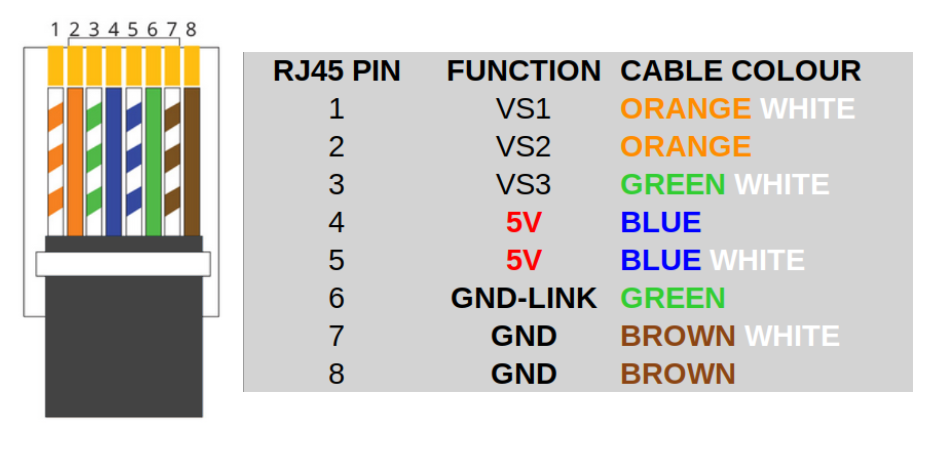 1 2 3 4 5 6 7 8
RJ45 PIN FUNCTION CABLE COLOUR
1 VS1 ORANGE WHITE
2 VS2 ORANGE
3 VS3 GREEN WHITE
4 5V BLUE
5 5V BLUE WHITE
6 GND-LINK GREEN
7 GND BROWN WHITE
8 GND BROWN